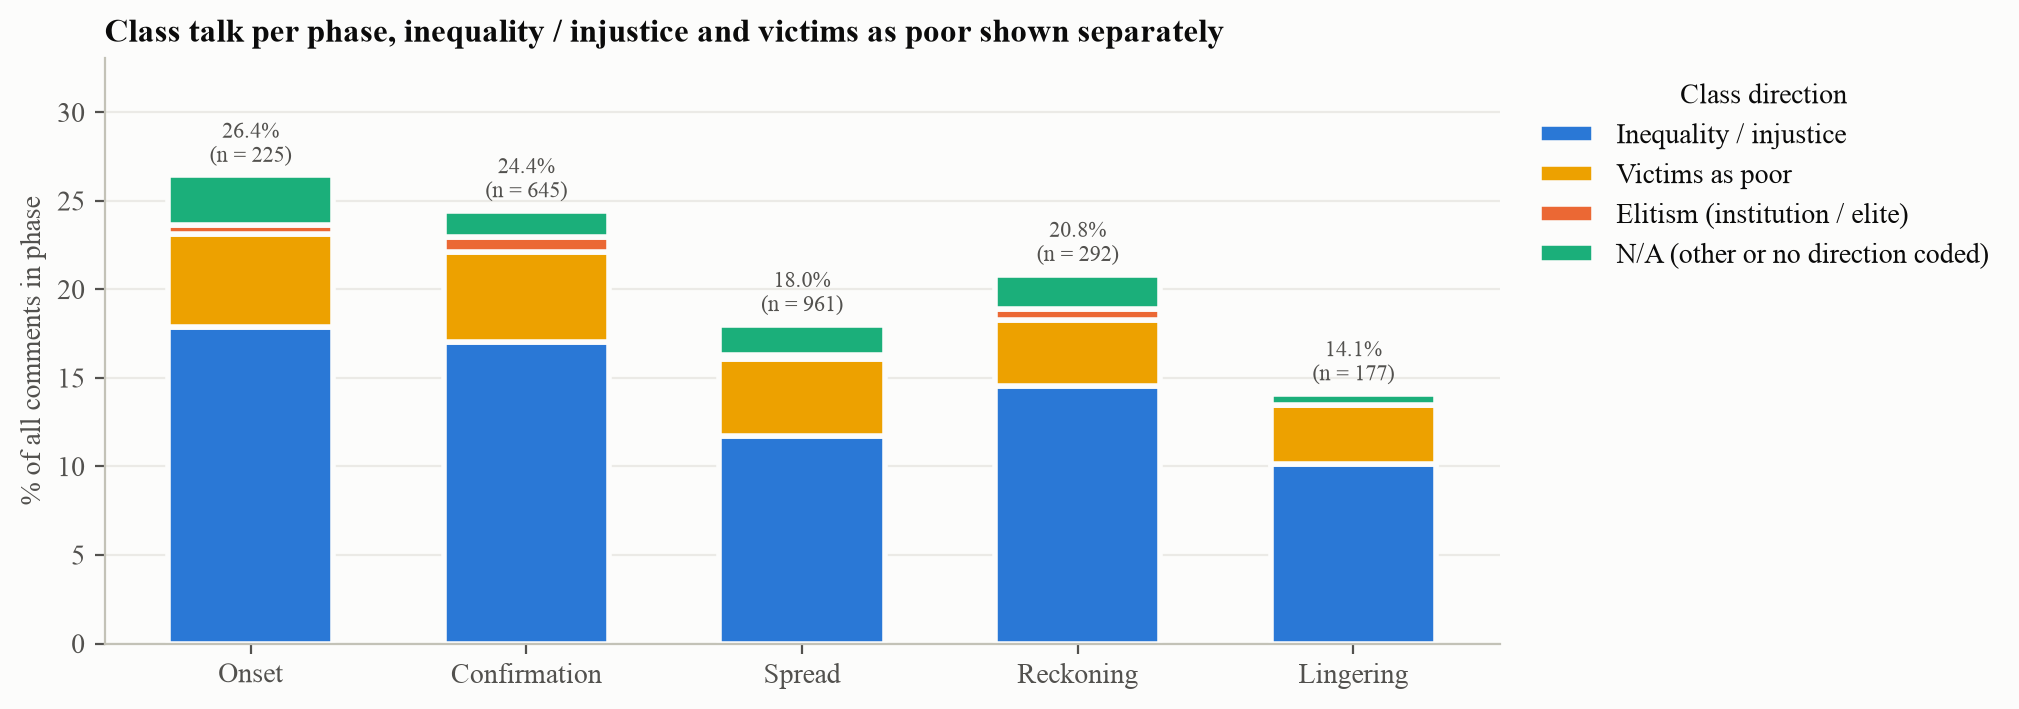 Class talk per phase, inequality / injustice and victims as poor shown separately
% of all comments in phase
30
25
20
15
10
5
0
26.4%
(n = 225)
24.4%
(n = 645)
18.0%
(n = 961)
20.8%
(n = 292)
14.1%
(n = 177)
Onset
Confirmation
Spread
Reckoning
Lingering
Class direction
Inequality / injustice
Victims as poor
Elitism (institution / elite)
N/A (other or no direction coded)